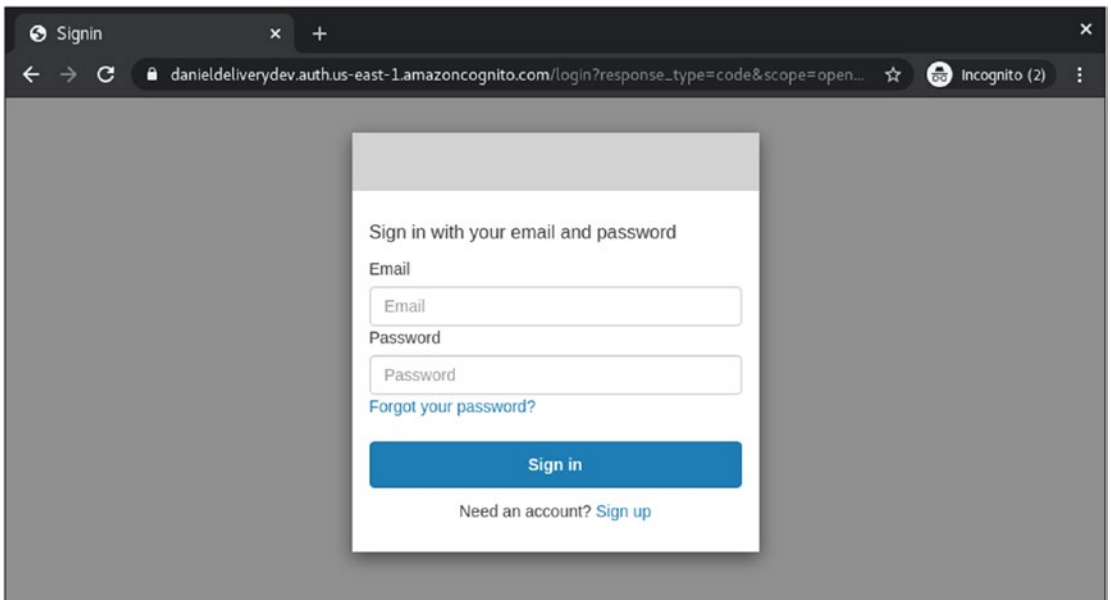 Signin
danieldeliverydev.auth.us-east-1.amazoncognito.com/login?response_type=code&scope=open...
Incognito (2)
Sign in with your email and password
Email
Email
Password
Password
Forgot your password?
Sign in
Need an account? Sign up